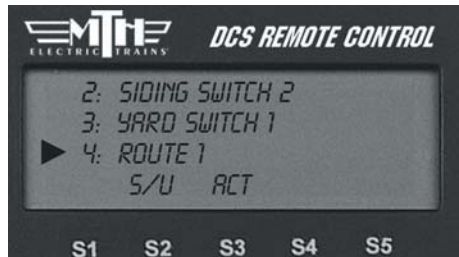 MTH
ELECTRIC TRAINS
DCS REMOTE CONTROL
2: SIDING SWITCH 2
3: YARD SWITCH 1
4: ROUTE 1
S/U ACT
S1 S2 S3 S4 S5